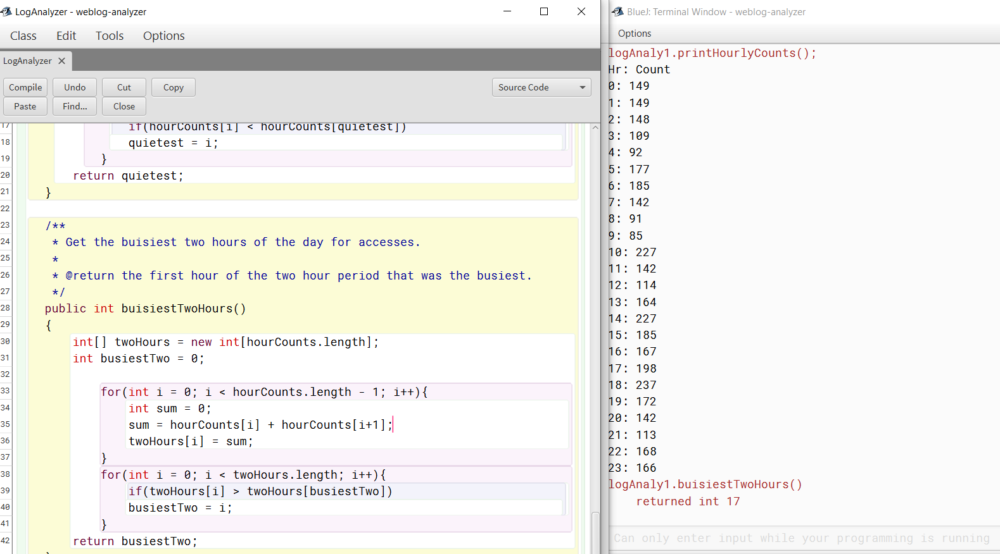 LogAnalyzer - weblog-analyzer
Class Edit Tools Options
LogAnalyzer
Compile Undo Cut Copy Source Code
Paste Find... Close
17 if(hourCounts[i] < hourCounts[quietest])
18 quietest = i;
19 }
20 return quietest;
21 }
22
23 /**
24 * Get the buisiest two hours of the day for accesses.
25 *
26 * @return the first hour of the two hour period that was the busiest.
27 */
28 public int buisiestTwoHours()
29 {
30 int[] twoHours = new int[hourCounts.length];
31 int busiestTwo = 0;
32
33 for(int i = 0; i < hourCounts.length - 1; i++){
34 int sum = 0;
35 sum = hourCounts[i] + hourCounts[i+1];
36 twoHours[i] = sum;
37 }
38 for(int i = 0; i < twoHours.length; i++){
39 if(twoHours[i] > twoHours[busiestTwo])
40 busiestTwo = i;
41 }
42 return busiestTwo;
BlueJ: Terminal Window - weblog-analyzer
Options
logAnaly1.printHourlyCounts();
Hr: Count
0: 149
1: 149
2: 148
3: 109
4: 92
5: 177
6: 185
7: 142
8: 91
9: 85
10: 227
11: 142
12: 114
13: 164
14: 227
15: 185
16: 167
17: 198
18: 237
19: 172
20: 142
21: 113
22: 168
23: 166
logAnaly1.buisiestTwoHours()
returned int 17
Can only enter input while your programming is running